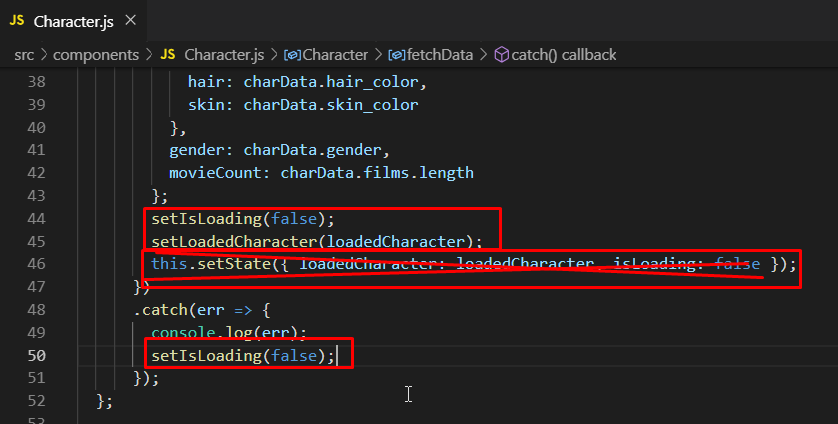 JS Character.js ×
src > components > JS Character.js > Character > fetchData > catch() callback
38 hair: charData.hair_color,
39 skin: charData.skin_color
40 },
41 gender: charData.gender,
42 movieCount: charData.films.length
43 };
44 setIsLoading(false);
45 setLoadedCharacter(loadedCharacter);
46 this.setState({ loadedCharacter: loadedCharacter, isLoading: false });
47 })
48 .catch(err => {
49 console.log(err);
50 setIsLoading(false);
51 });
52 };
53